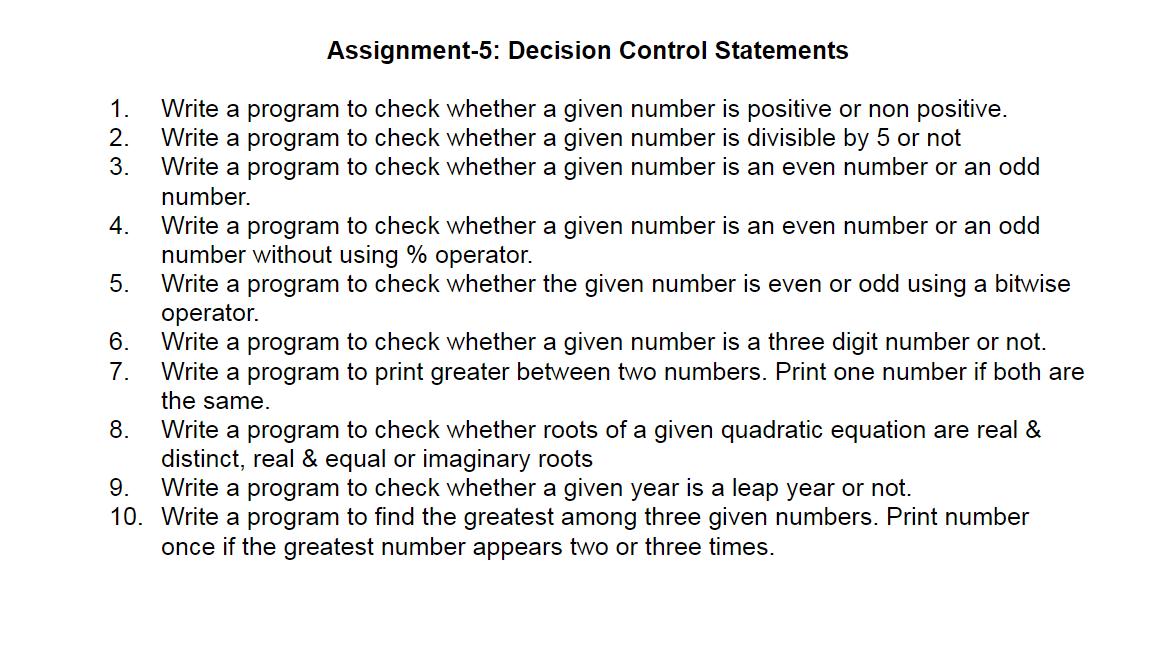 Assignment-5: Decision Control Statements
1. Write a program to check whether a given number is positive or non positive.
2. Write a program to check whether a given number is divisible by 5 or not
3. Write a program to check whether a given number is an even number or an odd
number.
4. Write a program to check whether a given number is an even number or an odd
number without using % operator.
5. Write a program to check whether the given number is even or odd using a bitwise
operator.
6. Write a program to check whether a given number is a three digit number or not.
7. Write a program to print greater between two numbers. Print one number if both are
the same.
8. Write a program to check whether roots of a given quadratic equation are real &
distinct, real & equal or imaginary roots
9. Write a program to check whether a given year is a leap year or not.
10. Write a program to find the greatest among three given numbers. Print number
once if the greatest number appears two or three times.